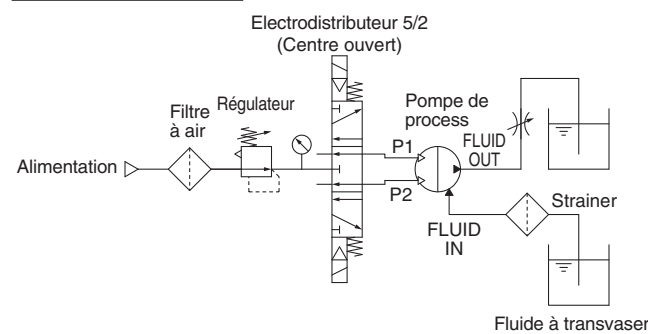 Electrodistributeur 5/2
(Centre ouvert)
Filtre
à air
Régulateur
Pompe de
process
Alimentation
P1
P2
FLUID
OUT
FLUID
IN
Strainer
Fluide à transvaser